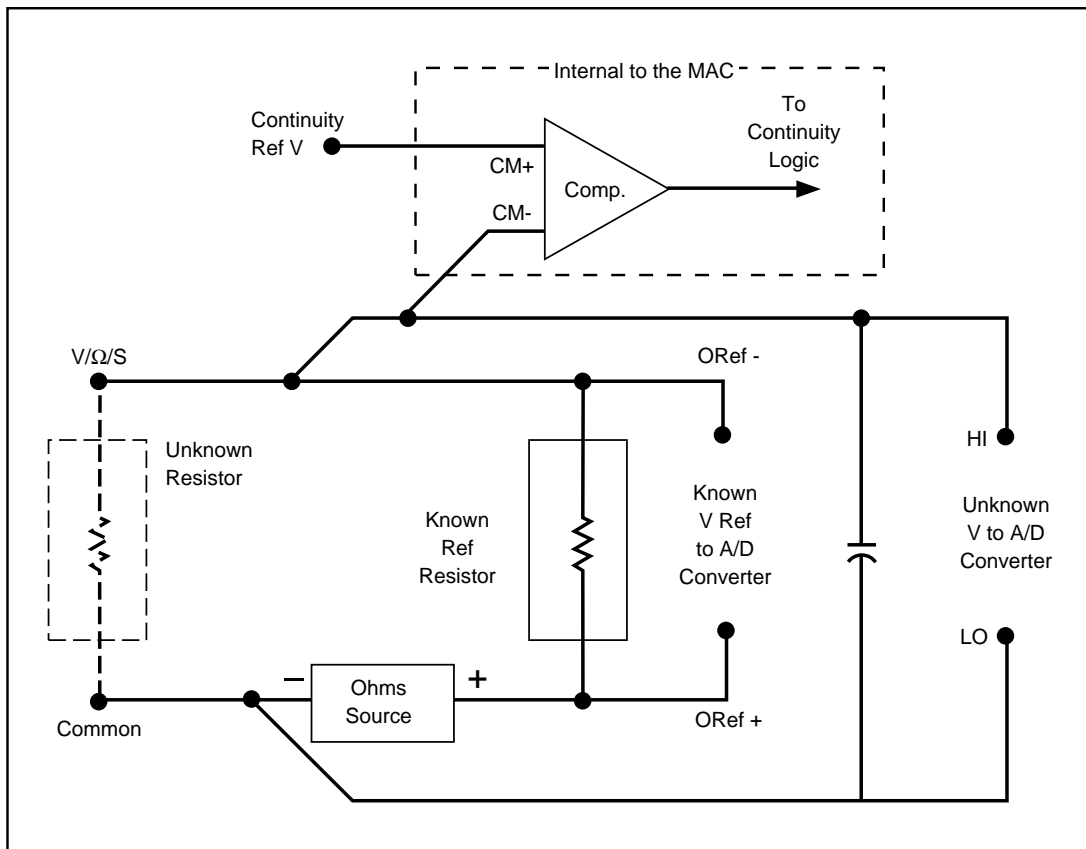 Internal to the MAC
Continuity
Ref V
CM+
CM-
Comp.
To
Continuity
Logic
V/Ω/S
ORef -
Unknown
Resistor
Known
Ref
Resistor
Known
V Ref
to A/D
Converter
HI
Unknown
V to A/D
Converter
LO
Common
−
Ohms
Source
+
ORef +